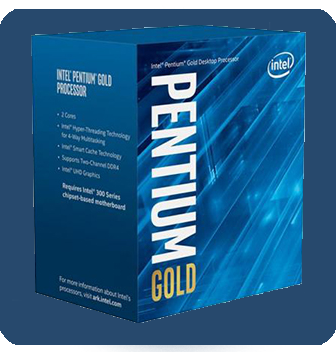 INTEL® PENTIUM® GOLD
PROCESSOR
• 2 Cores
• Intel® Hyper-Threading Technology
for 4-Way Multitasking
• Intel® Smart Cache Technology
• Supports Two-Channel DDR4
• Intel® UHD Graphics
Requires Intel® 300 Series
chipset-based motherboard
For more information about Intel's
processors, visit ark.intel.com
Intel® Pentium® Gold Desktop Processor
intel
PENTIUM
GOLD